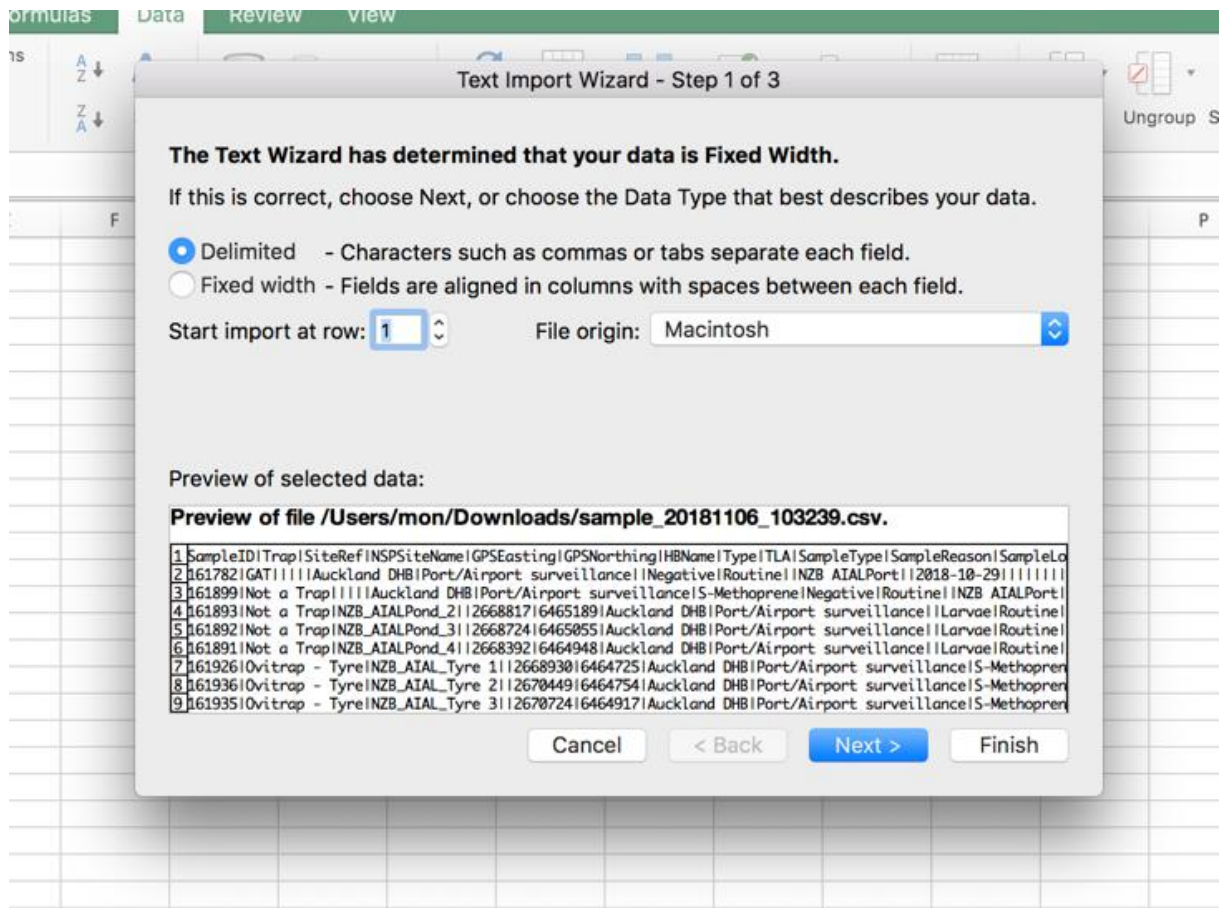 ormulas Data Review View
ns
A
Z
Z
A
Ungroup S
Text Import Wizard - Step 1 of 3
The Text Wizard has determined that your data is Fixed Width.
If this is correct, choose Next, or choose the Data Type that best describes your data.
F
P
Delimited - Characters such as commas or tabs separate each field.
Fixed width - Fields are aligned in columns with spaces between each field.
Start import at row: 1 File origin: Macintosh
Preview of selected data:
Preview of file /Users/mon/Downloads/sample_20181106_103239.csv.
1 SampleID|Trap|SiteRef|NSPSiteName|GPSEasting|GPSNorthing|HBName|Type|TLA|SampleType|SampleReason|SampleLo
2 161782|GAT|||||Auckland DHB|Port/Airport surveillance||Negative|Routine||NZB AIALPort||2018-10-29||||||||
3 161899|Not a Trap|||||Auckland DHB|Port/Airport surveillance|S-Methoprene|Negative|Routine||NZB AIALPort|
4 161893|Not a Trap|NZB_AIALPond_2||2668817|6465189|Auckland DHB|Port/Airport surveillance||Larvae|Routine|
5 161892|Not a Trap|NZB_AIALPond_3||2668724|6465055|Auckland DHB|Port/Airport surveillance||Larvae|Routine|
6 161891|Not a Trap|NZB_AIALPond_4||2668392|6464948|Auckland DHB|Port/Airport surveillance||Larvae|Routine|
7 161926|Ovitrap - Tyre|NZB_AIAL_Tyre 1||2668930|6464725|Auckland DHB|Port/Airport surveillance|S-Methopren
8 161936|Ovitrap - Tyre|NZB_AIAL_Tyre 2||2670449|6464754|Auckland DHB|Port/Airport surveillance|S-Methopren
9 161935|Ovitrap - Tyre|NZB_AIAL_Tyre 3||2670724|6464917|Auckland DHB|Port/Airport surveillance|S-Methopren
Cancel < Back Next > Finish